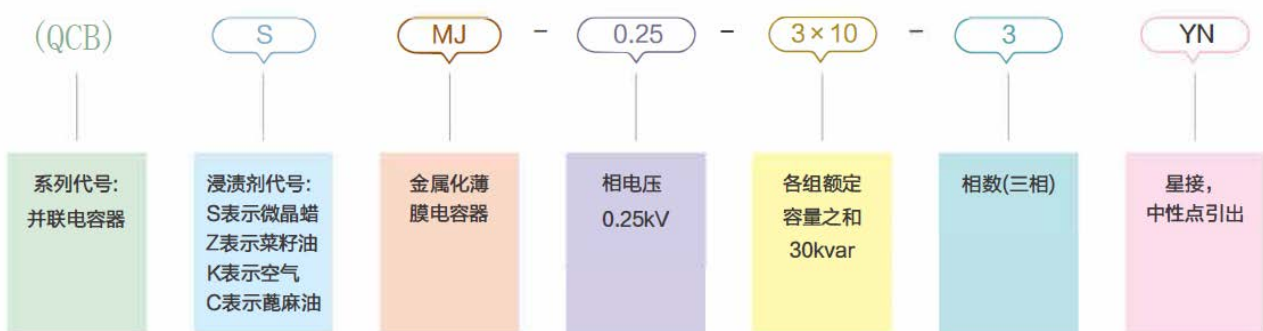 (QCB) S MJ - 0.25 - 3×10 - 3 YN
系列代号:
并联电容器
浸渍剂代号:
S表示微晶蜡
Z表示菜籽油
K表示空气
C表示蓖麻油
金属化薄
膜电容器
相电压
0.25kV
各组额定
容量之和
30kvar
相数(三相)
星接，
中性点引出